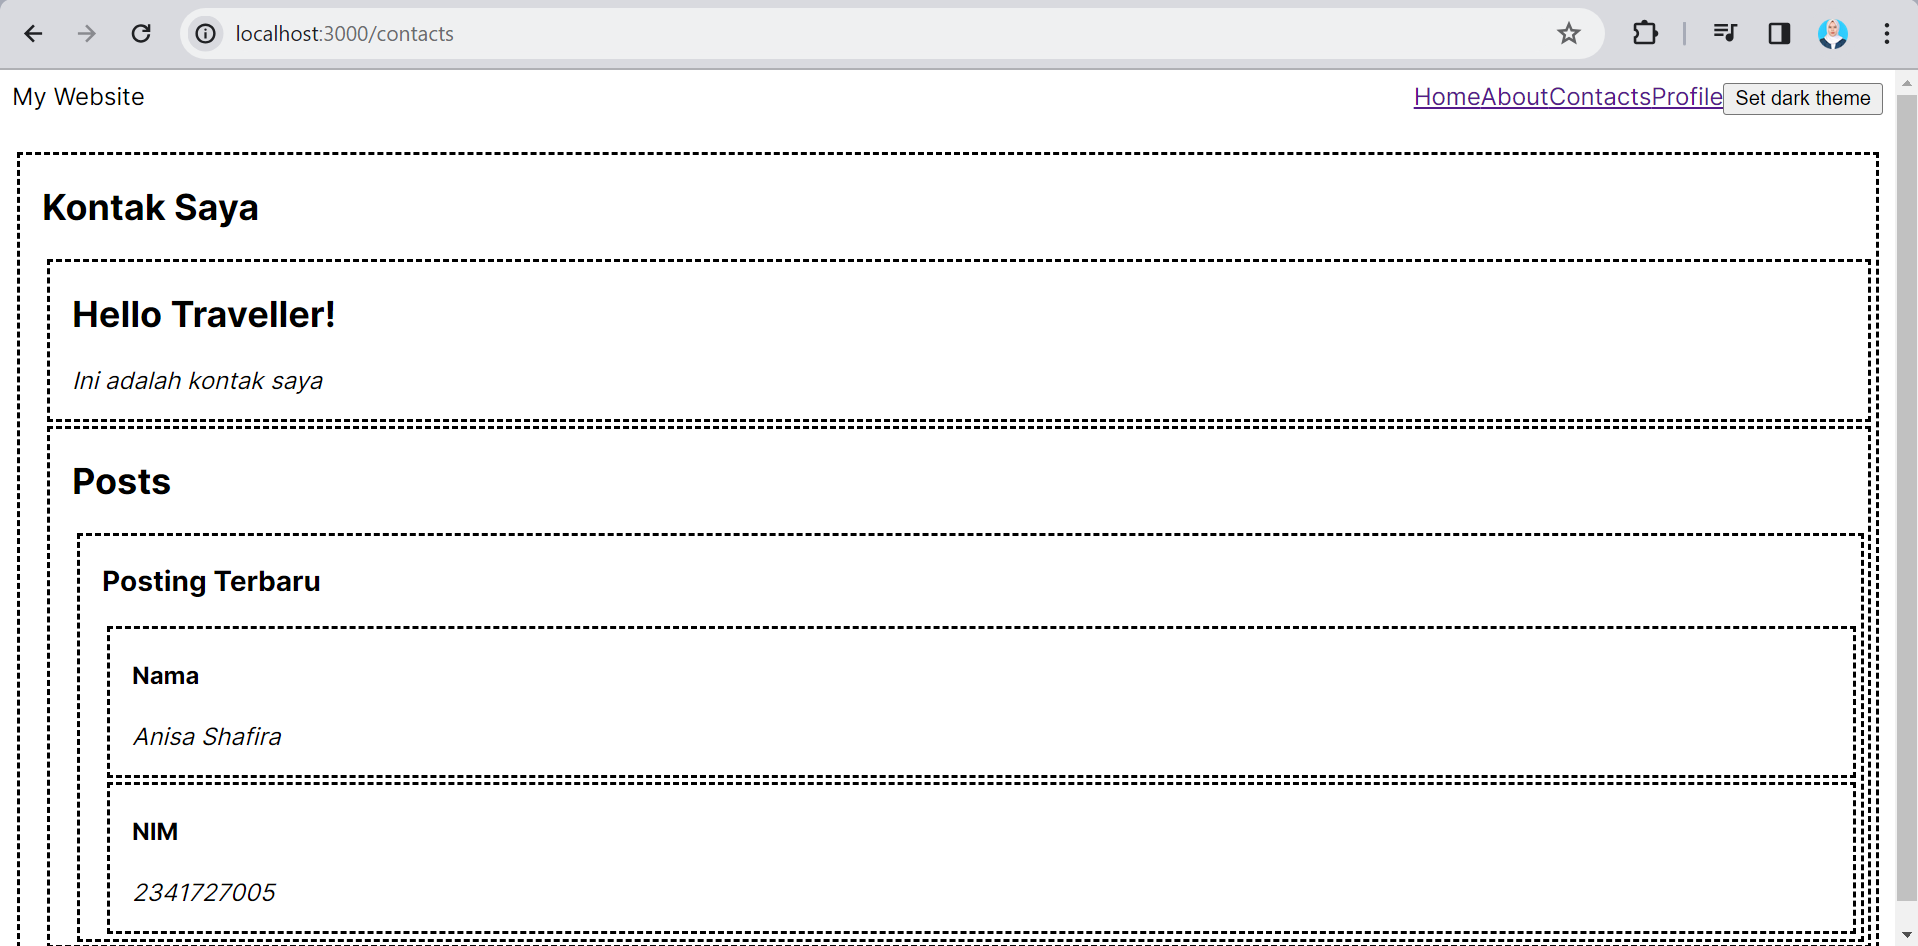 localhost:3000/contacts
My Website HomeAboutContactsProfile Set dark theme
Kontak Saya
Hello Traveller!
Ini adalah kontak saya
Posts
Posting Terbaru
Nama
Anisa Shafira
NIM
2341727005